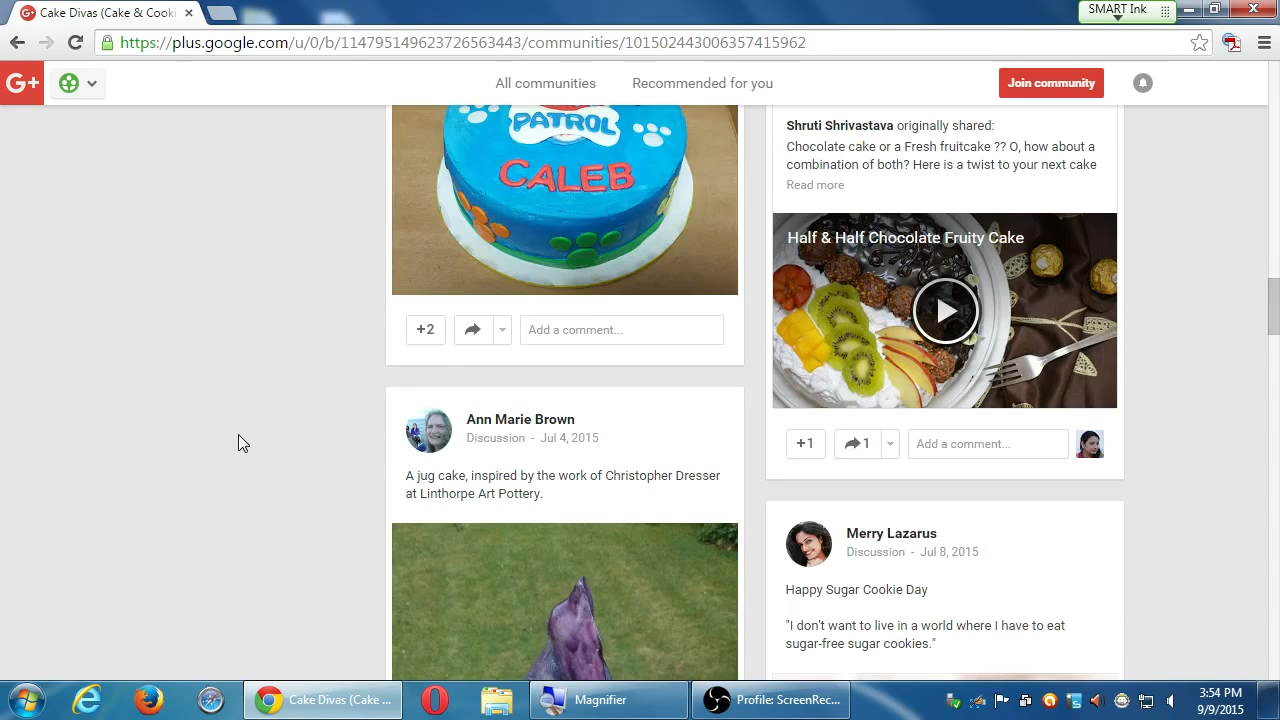 Cake Divas (Cake & Cooki
SMART Ink
https://plus.google.com/u/0/b/114795149623726563443/communities/101502443006357415962
G+
All communities
Recommended for you
Join community
PATROL
CALEB
+2
Add a comment...
Ann Marie Brown
Discussion - Jul 4, 2015
A jug cake, inspired by the work of Christopher Dresser
at Linthorpe Art Pottery.
Shruti Shrivastava originally shared:
Chocolate cake or a Fresh fruitcake ?? O, how about a
combination of both? Here is a twist to your next cake
Read more
Half & Half Chocolate Fruity Cake
+1
1
Add a comment...
Merry Lazarus
Discussion - Jul 8, 2015
Happy Sugar Cookie Day
"I don't want to live in a world where I have to eat
sugar-free sugar cookies."
Cake Divas (Cake ...
Magnifier
Profile: ScreenRec...
3:54 PM
9/9/2015